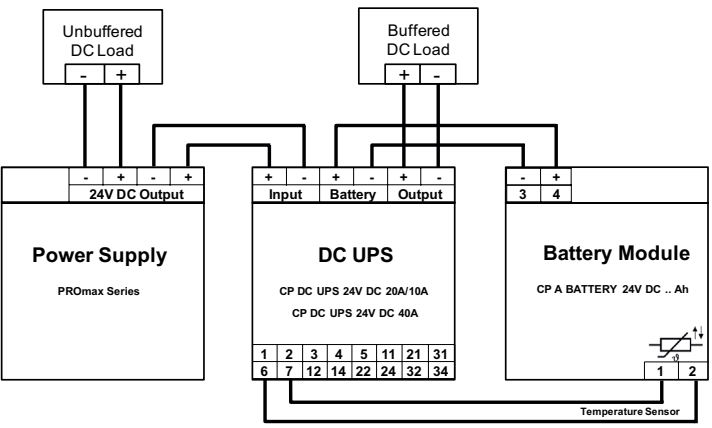 Unbuffered
DC Load
- +
Buffered
DC Load
+ -
- + - +
24V DC Output
+ - + - + -
Input Battery Output
- +
3 4
Power Supply
PROmax Series
DC UPS
CP DC UPS 24V DC 20A/10A
CP DC UPS 24V DC 40A
1 2 3 4 5 11 21 31
6 7 12 14 22 24 32 34
Battery Module
CP A BATTERY 24V DC .. Ah
ϑ
1 2
Temperature Sensor